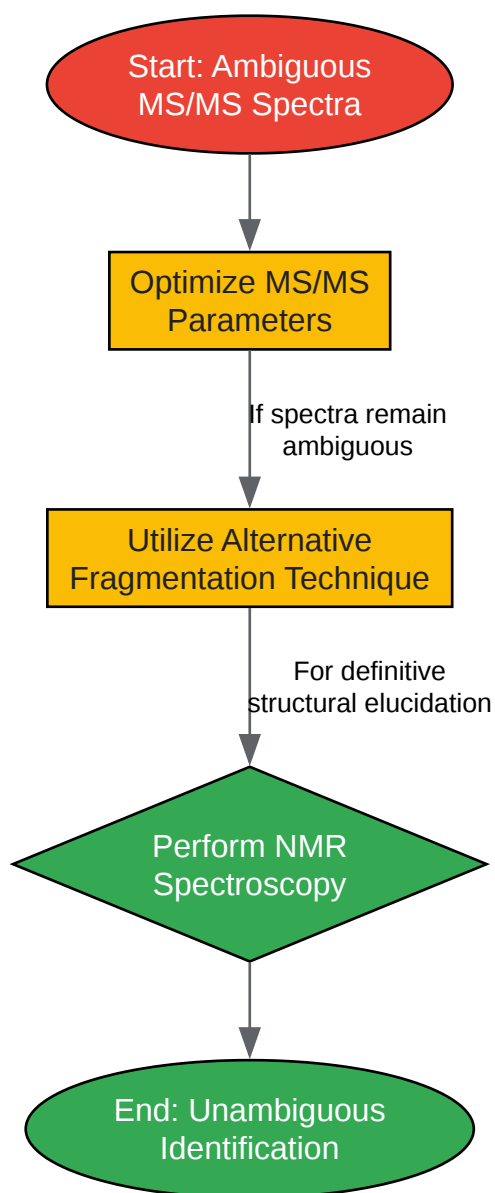 Start: Ambiguous
MS/MS Spectra
Optimize MS/MS
Parameters
If spectra remain
ambiguous
Utilize Alternative
Fragmentation Technique
For definitive
structural elucidation
Perform NMR
Spectroscopy
End: Unambiguous
Identification